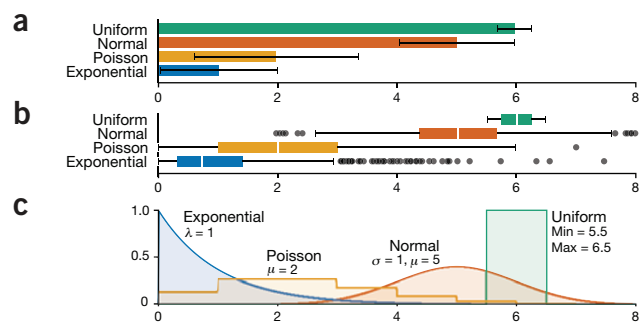 a
Uniform
Normal
Poisson
Exponential
0 2 4 6 8
b
Uniform
Normal
Poisson
Exponential
0 2 4 6 8
c
1.0
0.5
0
Exponential
λ = 1
Poisson
μ = 2
Normal
σ = 1, μ = 5
Uniform
Min = 5.5
Max = 6.5
0 2 4 6 8